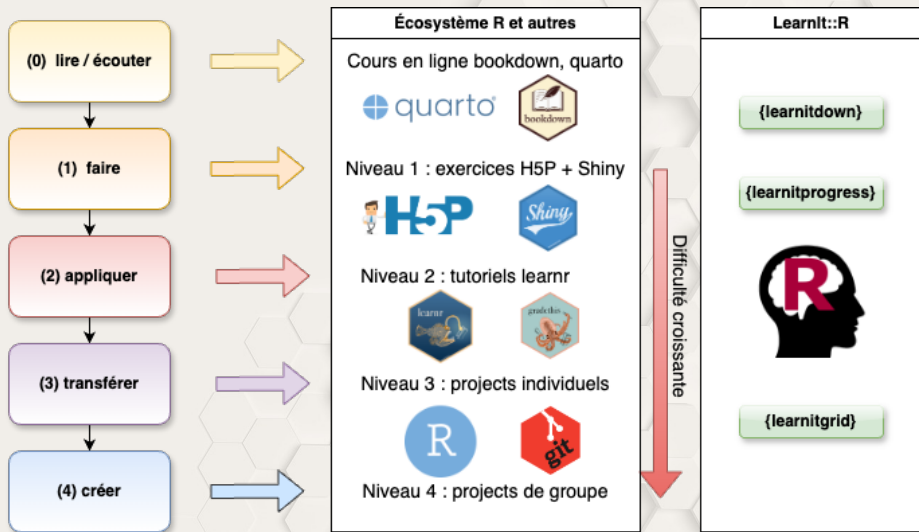 (0) lire / écouter
(1) faire
(2) appliquer
(3) transférer
(4) créer
Écosystème R et autres
Cours en ligne bookdown, quarto
quarto
bookdown
Niveau 1 : exercices H5P + Shiny
H5P
Shiny
Niveau 2 : tutoriels learnr
learnr
grade this
Niveau 3 : projects individuels
R
git
Niveau 4 : projects de groupe
Difficulté croissante
LearnIt::R
{learnitdown}
{learnitprogress}
R
{learnitgrid}